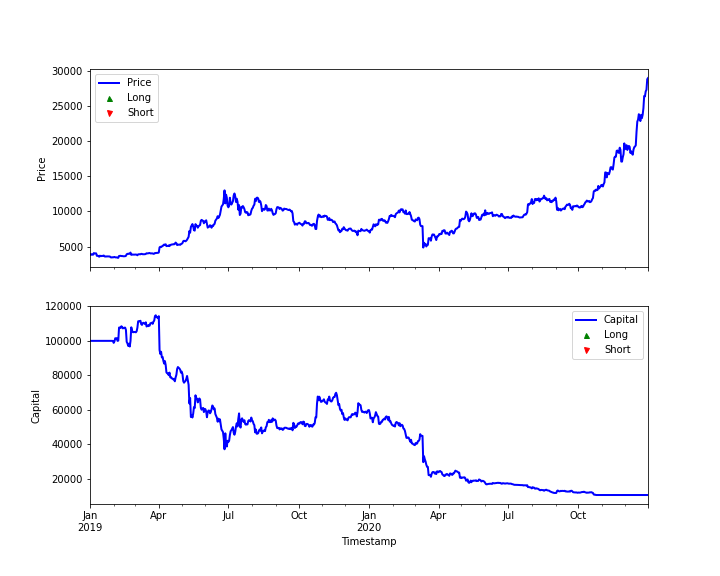 30000
25000
20000
15000
10000
5000
Price
Price
Long
Short
120000
100000
80000
60000
40000
20000
Capital
Capital
Long
Short
Jan
2019
Apr
Jul
Oct
Jan
2020
Apr
Jul
Oct
Timestamp